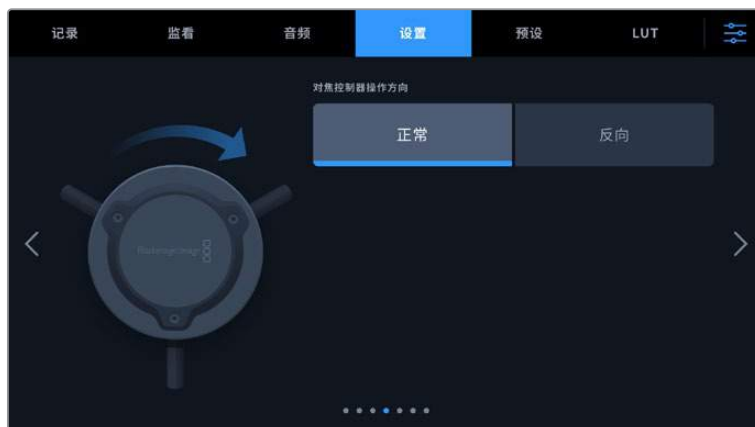 记录 监看 音频 设置 预设 LUT
对焦控制器操作方向
正常 反向
Blackmagicdesign